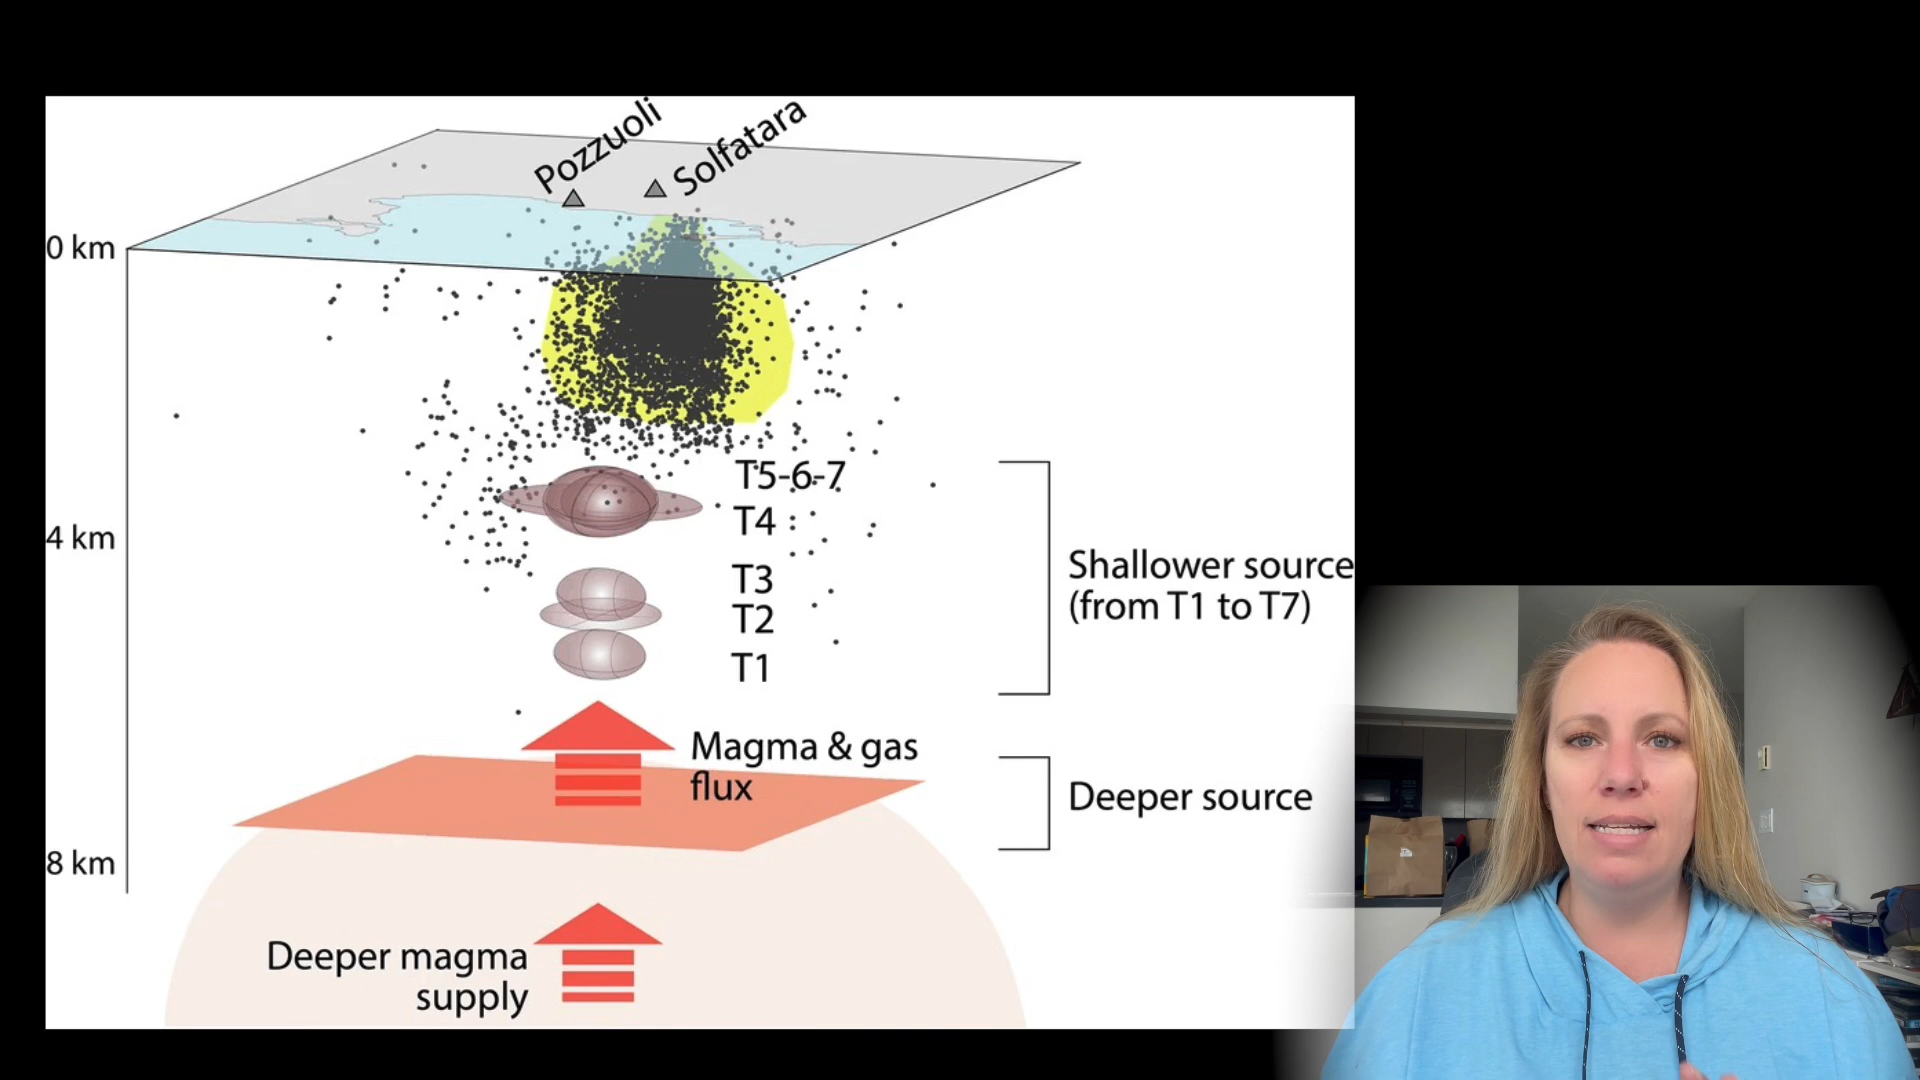 Pozzuoli
Solfatara
0 km
4 km
8 km
T5-6-7
T4
T3
T2
T1
Shallower source
(from T1 to T7)
Magma & gas
flux
Deeper source
Deeper magma
supply